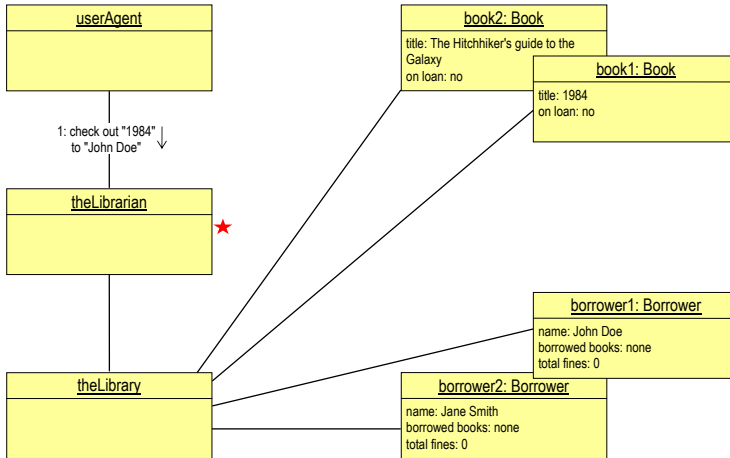 userAgent
book2: Book
title: The Hitchhiker's guide to the
Galaxy
on loan: no
book1: Book
title: 1984
on loan: no
1: check out "1984"
to "John Doe"
theLibrarian
borrower1: Borrower
name: John Doe
borrowed books: none
total fines: 0
theLibrary
borrower2: Borrower
name: Jane Smith
borrowed books: none
total fines: 0